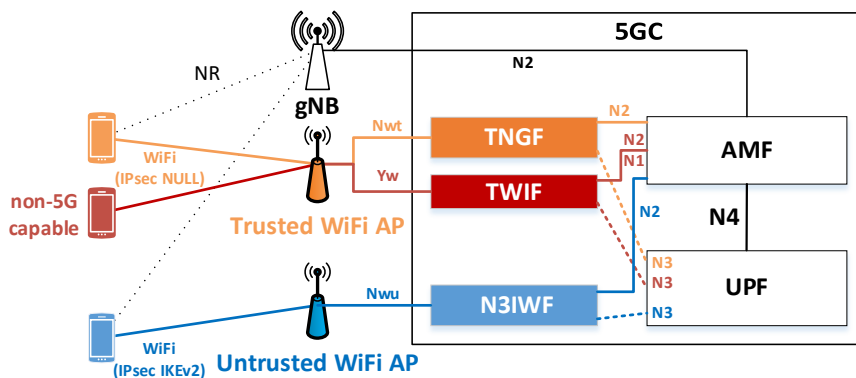 5GC
N2
NR
gNB
Nwt
TNGF
N2
AMF
WiFi
(IPsec NULL)
N2
N1
Yw
TWIF
non-5G
capable
Trusted WiFi AP
N2
N4
N3
N3
UPF
Nwu
N3IWF
N3
WiFi
(IPsec IKEv2)
Untrusted WiFi AP